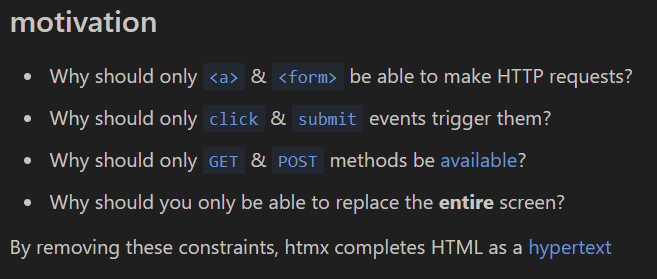 motivation
• Why should only <a> & <form> be able to make HTTP requests?
• Why should only click & submit events trigger them?
• Why should only GET & POST methods be available?
• Why should you only be able to replace the entire screen?
By removing these constraints, htmx completes HTML as a hypertext